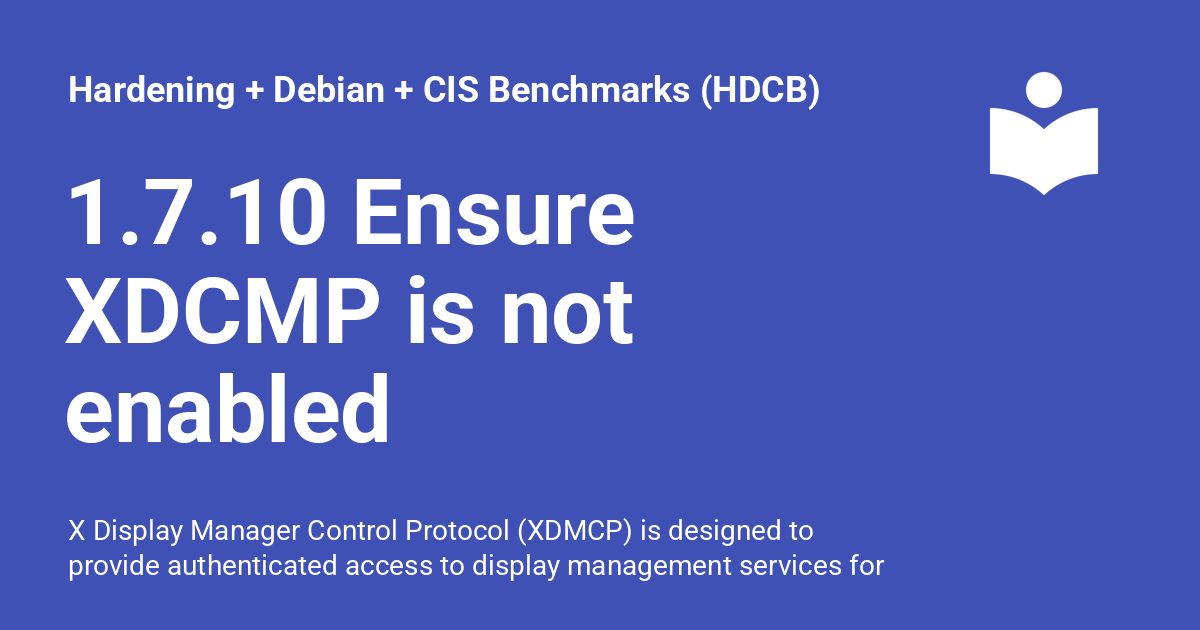 Hardening + Debian + CIS Benchmarks (HDCB)
1.7.10 Ensure
XDCMP is not
enabled
X Display Manager Control Protocol (XDMCP) is designed to
provide authenticated access to display management services for